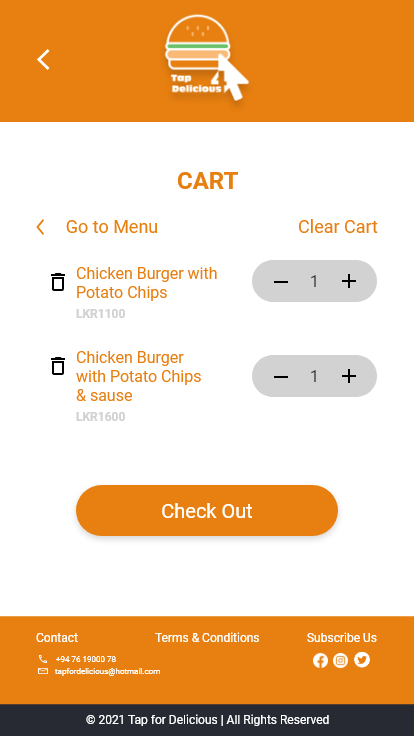 Tap
Delicious
CART
Go to Menu
Clear Cart
Chicken Burger with
Potato Chips
LKR1100
1
Chicken Burger
with Potato Chips
& sause
LKR1600
1
Check Out
Contact
Terms & Conditions
Subscribe Us
+94 76 19000 78
tapfordelicious@hotmail.com
© 2021 Tap for Delicious | All Rights Reserved